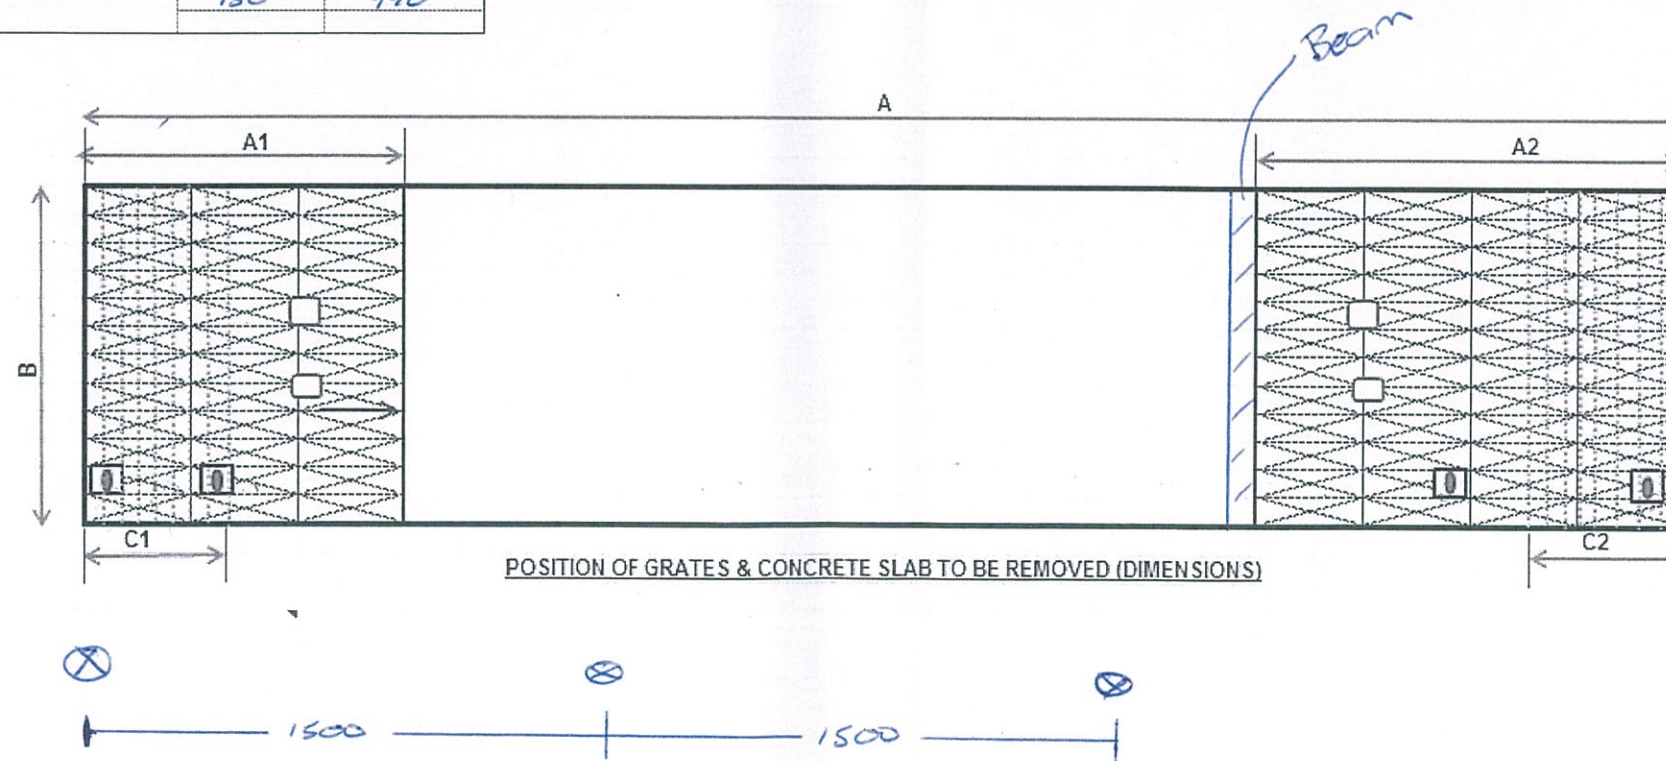 Beam
A
A1
A2
B
C1
C2
POSITION OF GRATES & CONCRETE SLAB TO BE REMOVED (DIMENSIONS)
1500
1500